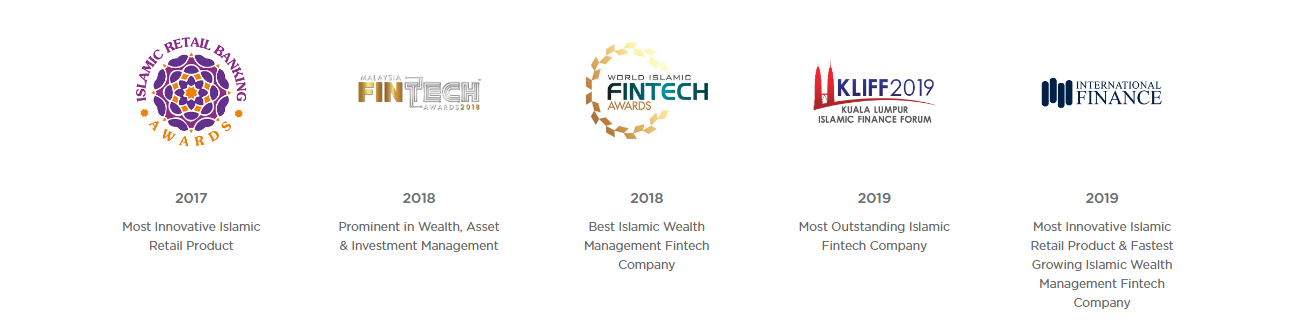 ISLAMIC RETAIL BANKING
AWARDS
2017
Most Innovative Islamic
Retail Product
MALAYSIA
FINTECH
AWARDS2018
2018
Prominent in Wealth, Asset
& Investment Management
WORLD ISLAMIC
FINTECH
AWARDS
2018
Best Islamic Wealth
Management Fintech
Company
KLIFF2019
KUALA LUMPUR
ISLAMIC FINANCE FORUM
2019
Most Outstanding Islamic
Fintech Company
INTERNATIONAL
FINANCE
2019
Most Innovative Islamic
Retail Product & Fastest
Growing Islamic Wealth
Management Fintech
Company